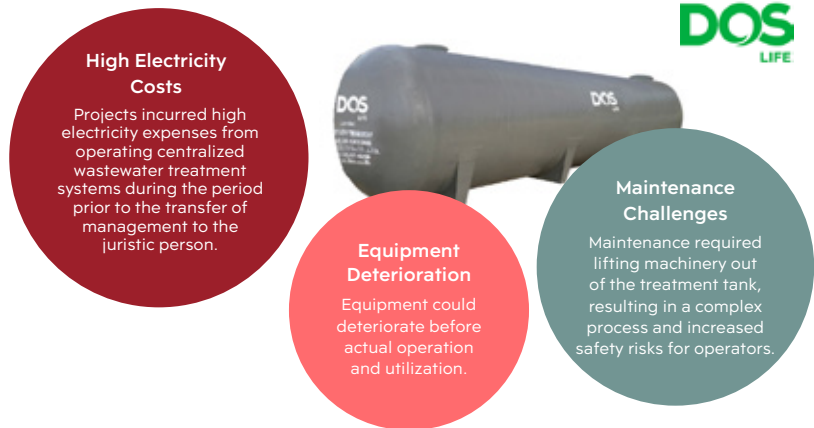 DOS
LIFE
High Electricity
Costs
Projects incurred high
electricity expenses from
operating centralized
wastewater treatment
systems during the period
prior to the transfer of
management to the
juristic person.
DOS
DOS
Equipment
Deterioration
Equipment could
deteriorate before
actual operation
and utilization.
Maintenance
Challenges
Maintenance required
lifting machinery out
of the treatment tank,
resulting in a complex
process and increased
safety risks for operators.